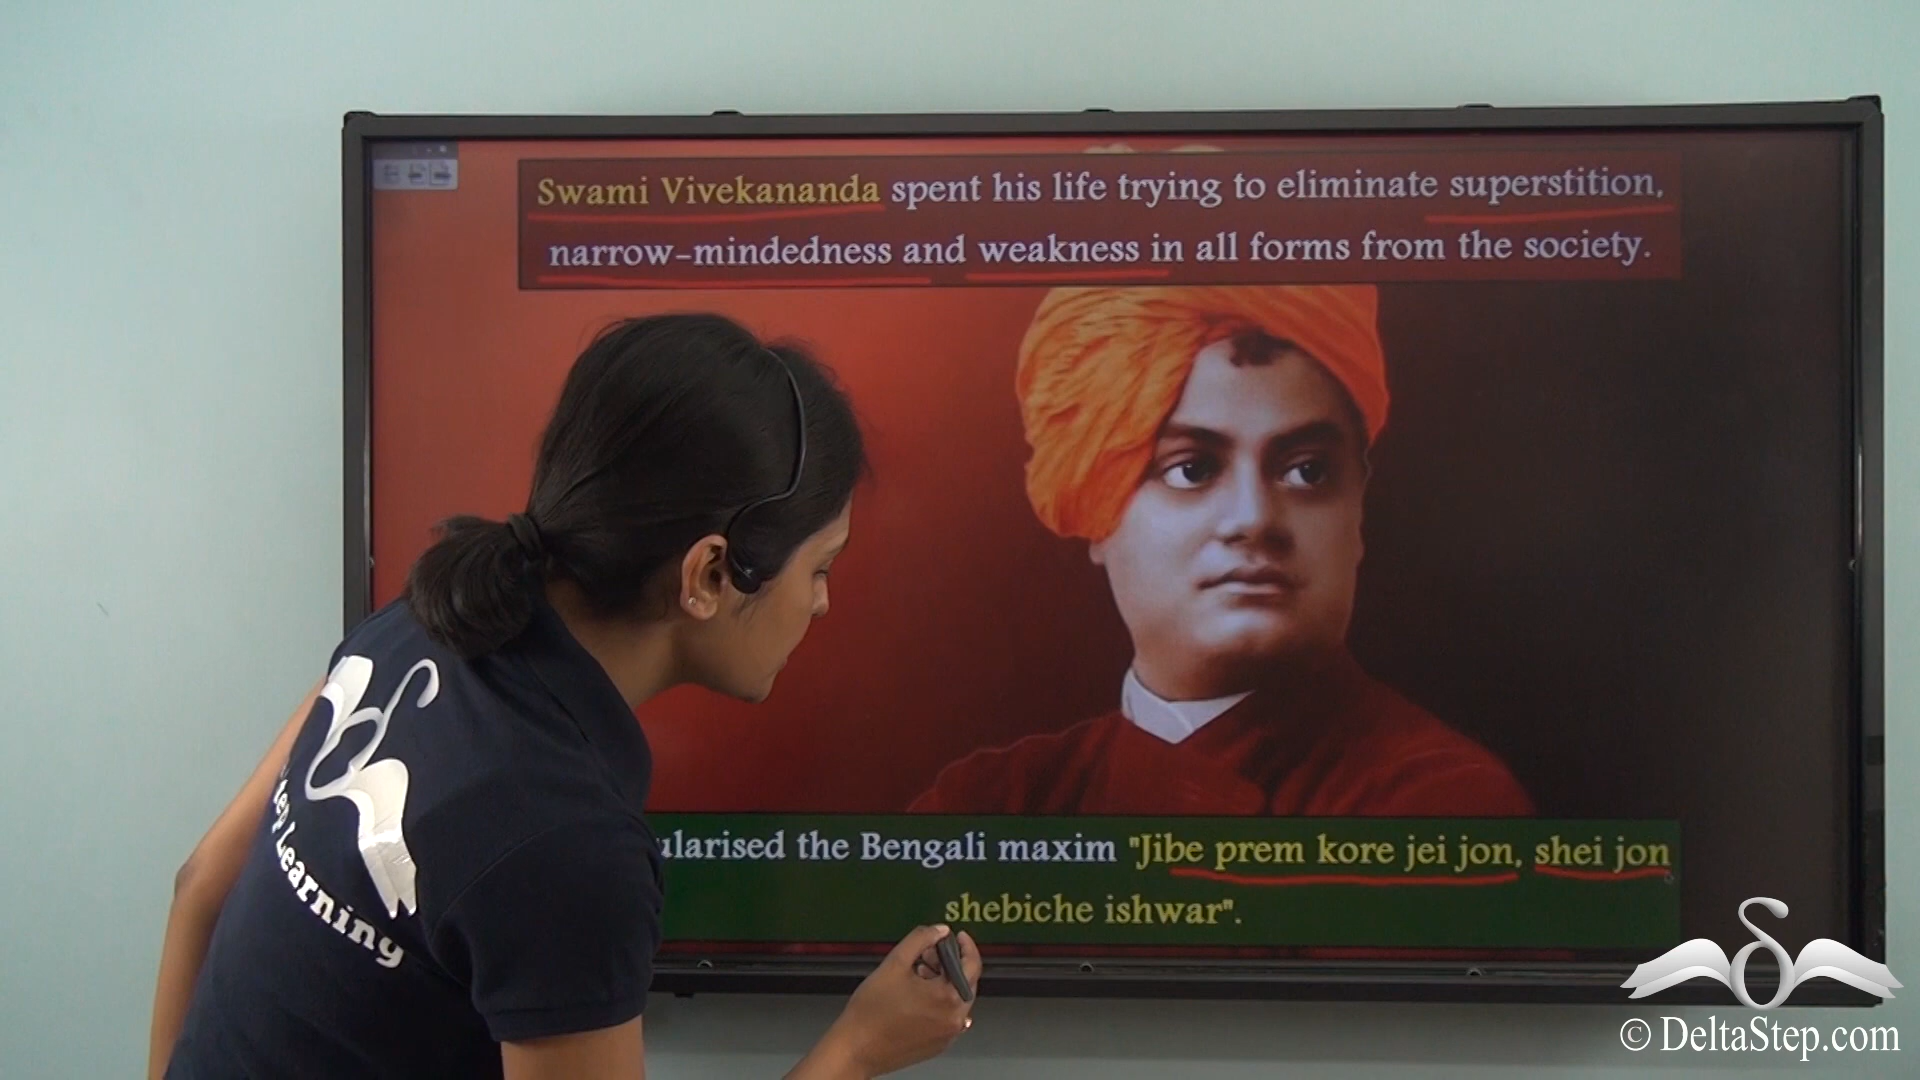 Swami Vivekananda spent his life trying to eliminate superstition,
narrow-mindedness and weakness in all forms from the society.
ularised the Bengali maxim "Jibe prem kore jei jon, shei jon
shebiche ishwar".
Learning
© DeltaStep.com